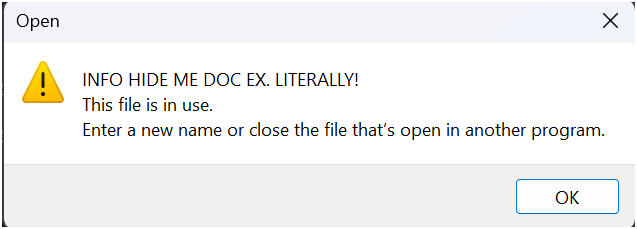 Open
INFO HIDE ME DOC EX. LITERALLY!
This file is in use.
Enter a new name or close the file that’s open in another program.
OK